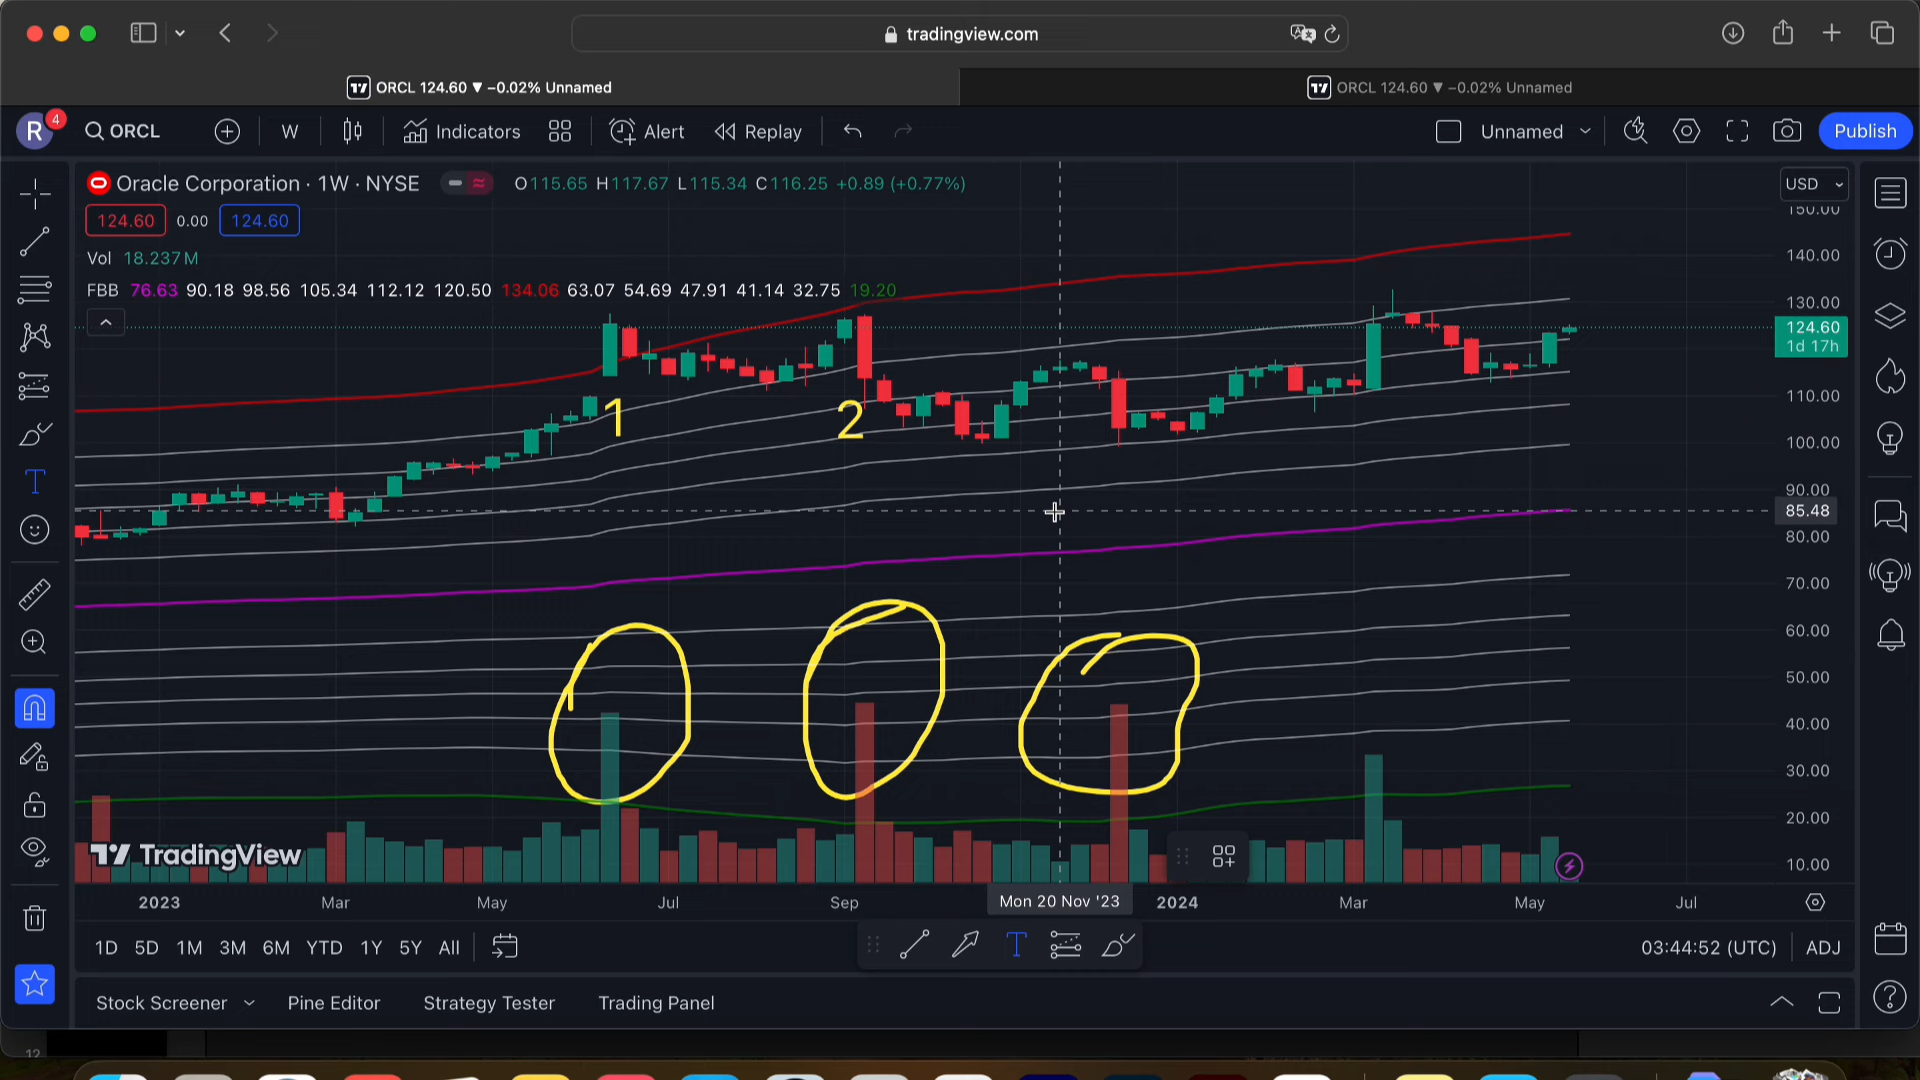 tradingview.com
ORCL 124.60 ▼ −0.02% Unnamed
ORCL 124.60 ▼ −0.02% Unnamed
R 4 ORCL W Indicators Alert Replay Unnamed Publish
Oracle Corporation · 1W · NYSE O115.65 H117.67 L115.34 C116.25 +0.89 (+0.77%)
USD
124.60 0.00 124.60
Vol 18.237M
FBB 76.63 90.18 98.56 105.34 112.12 120.50 134.06 63.07 54.69 47.91 41.14 32.75 19.20
150.00
140.00
130.00
124.60
1d 17h
110.00
100.00
90.00
85.48
80.00
70.00
60.00
50.00
40.00
30.00
20.00
10.00
1
2
TradingView
2023 Mar May Jul Sep Mon 20 Nov '23 2024 Mar May Jul
1D 5D 1M 3M 6M YTD 1Y 5Y All
T
03:44:52 (UTC) ADJ
Stock Screener Pine Editor Strategy Tester Trading Panel
12